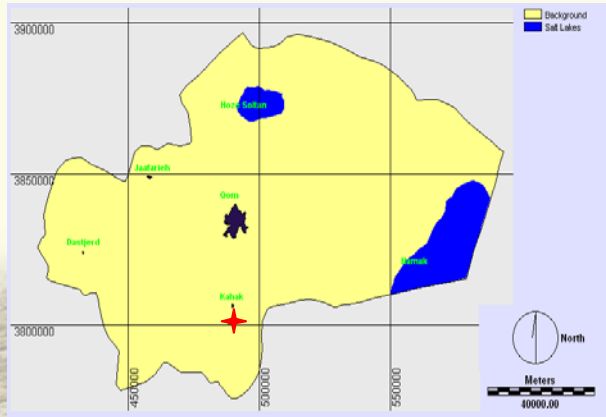 3900000
Background
Salt Lakes
Hoze Soltan
3850000
Jaafarieh
Qom
Dastjerd
Namak
Kahak
3800000
450000
500000
550000
North
Meters
40000.00